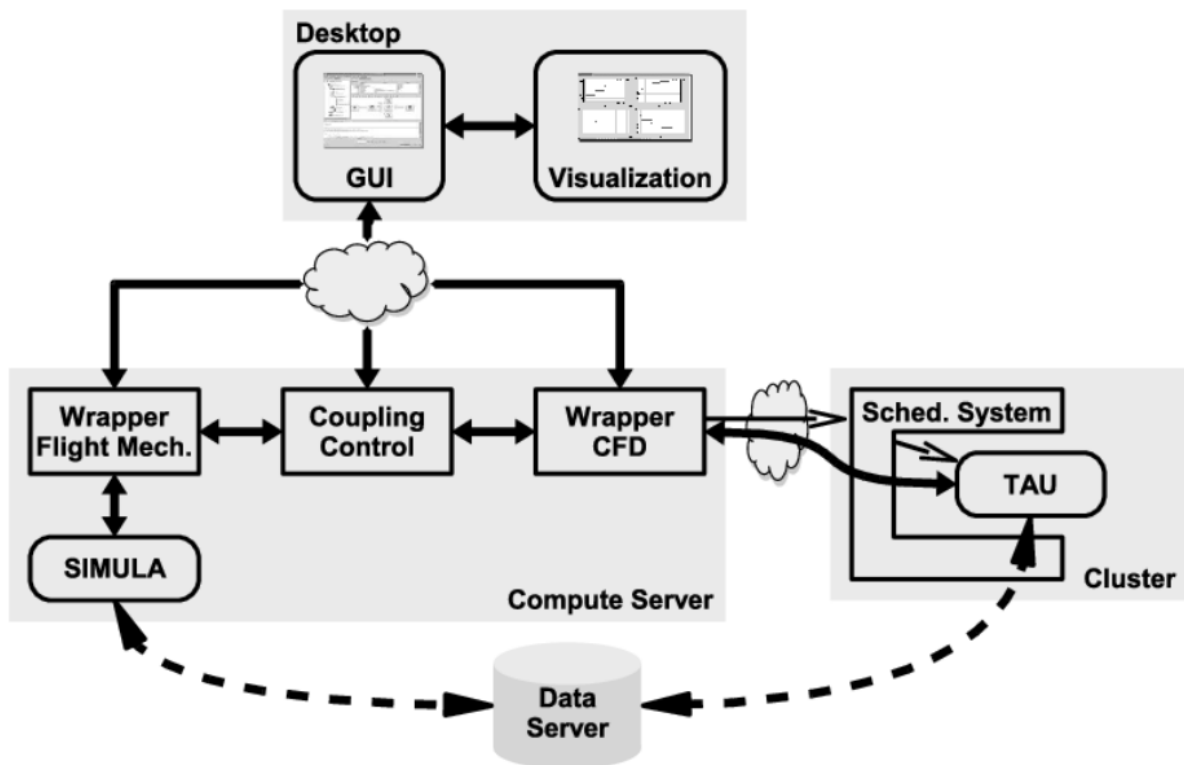 Desktop
GUI
Visualization
Wrapper
Flight Mech.
Coupling
Control
Wrapper
CFD
Sched. System
TAU
SIMULA
Compute Server
Cluster
Data
Server